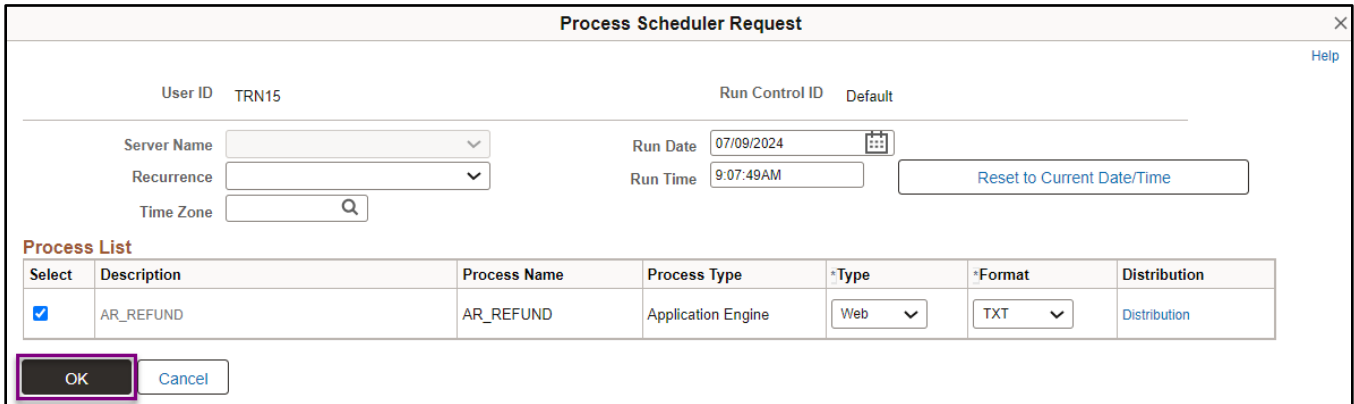 Process Scheduler Request
×
Help
User ID TRN15 Run Control ID Default
Server Name Run Date 07/09/2024
Recurrence Run Time 9:07:49AM Reset to Current Date/Time
Time Zone
Process List
Select Description Process Name Process Type *Type *Format Distribution
AR_REFUND AR_REFUND Application Engine Web TXT Distribution
OK Cancel